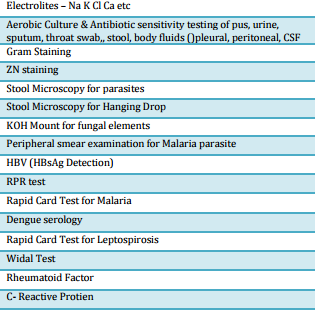 Electrolites – Na K Cl Ca etc
Aerobic Culture & Antibiotic sensitivity testing of pus, urine,
sputum, throat swab,, stool, body fluids ()pleural, peritoneal, CSF
Gram Staining
ZN staining
Stool Microscopy for parasites
Stool Microscopy for Hanging Drop
KOH Mount for fungal elements
Peripheral smear examination for Malaria parasite
HBV (HBsAg Detection)
RPR test
Rapid Card Test for Malaria
Dengue serology
Rapid Card Test for Leptospirosis
Widal Test
Rheumatoid Factor
C- Reactive Protien